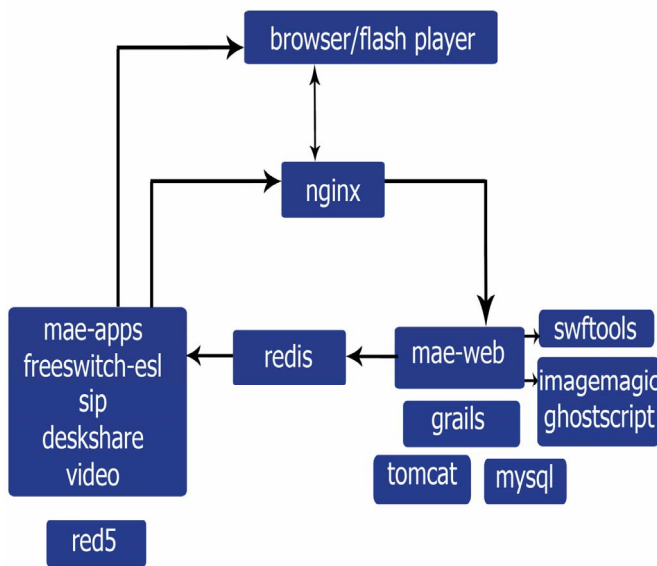 browser/flash player
nginx
mae-apps
freeswitch-esl
sip
deskshare
video
red5
redis
mae-web
swftools
imagemagic
ghostscript
grails
tomcat
mysql